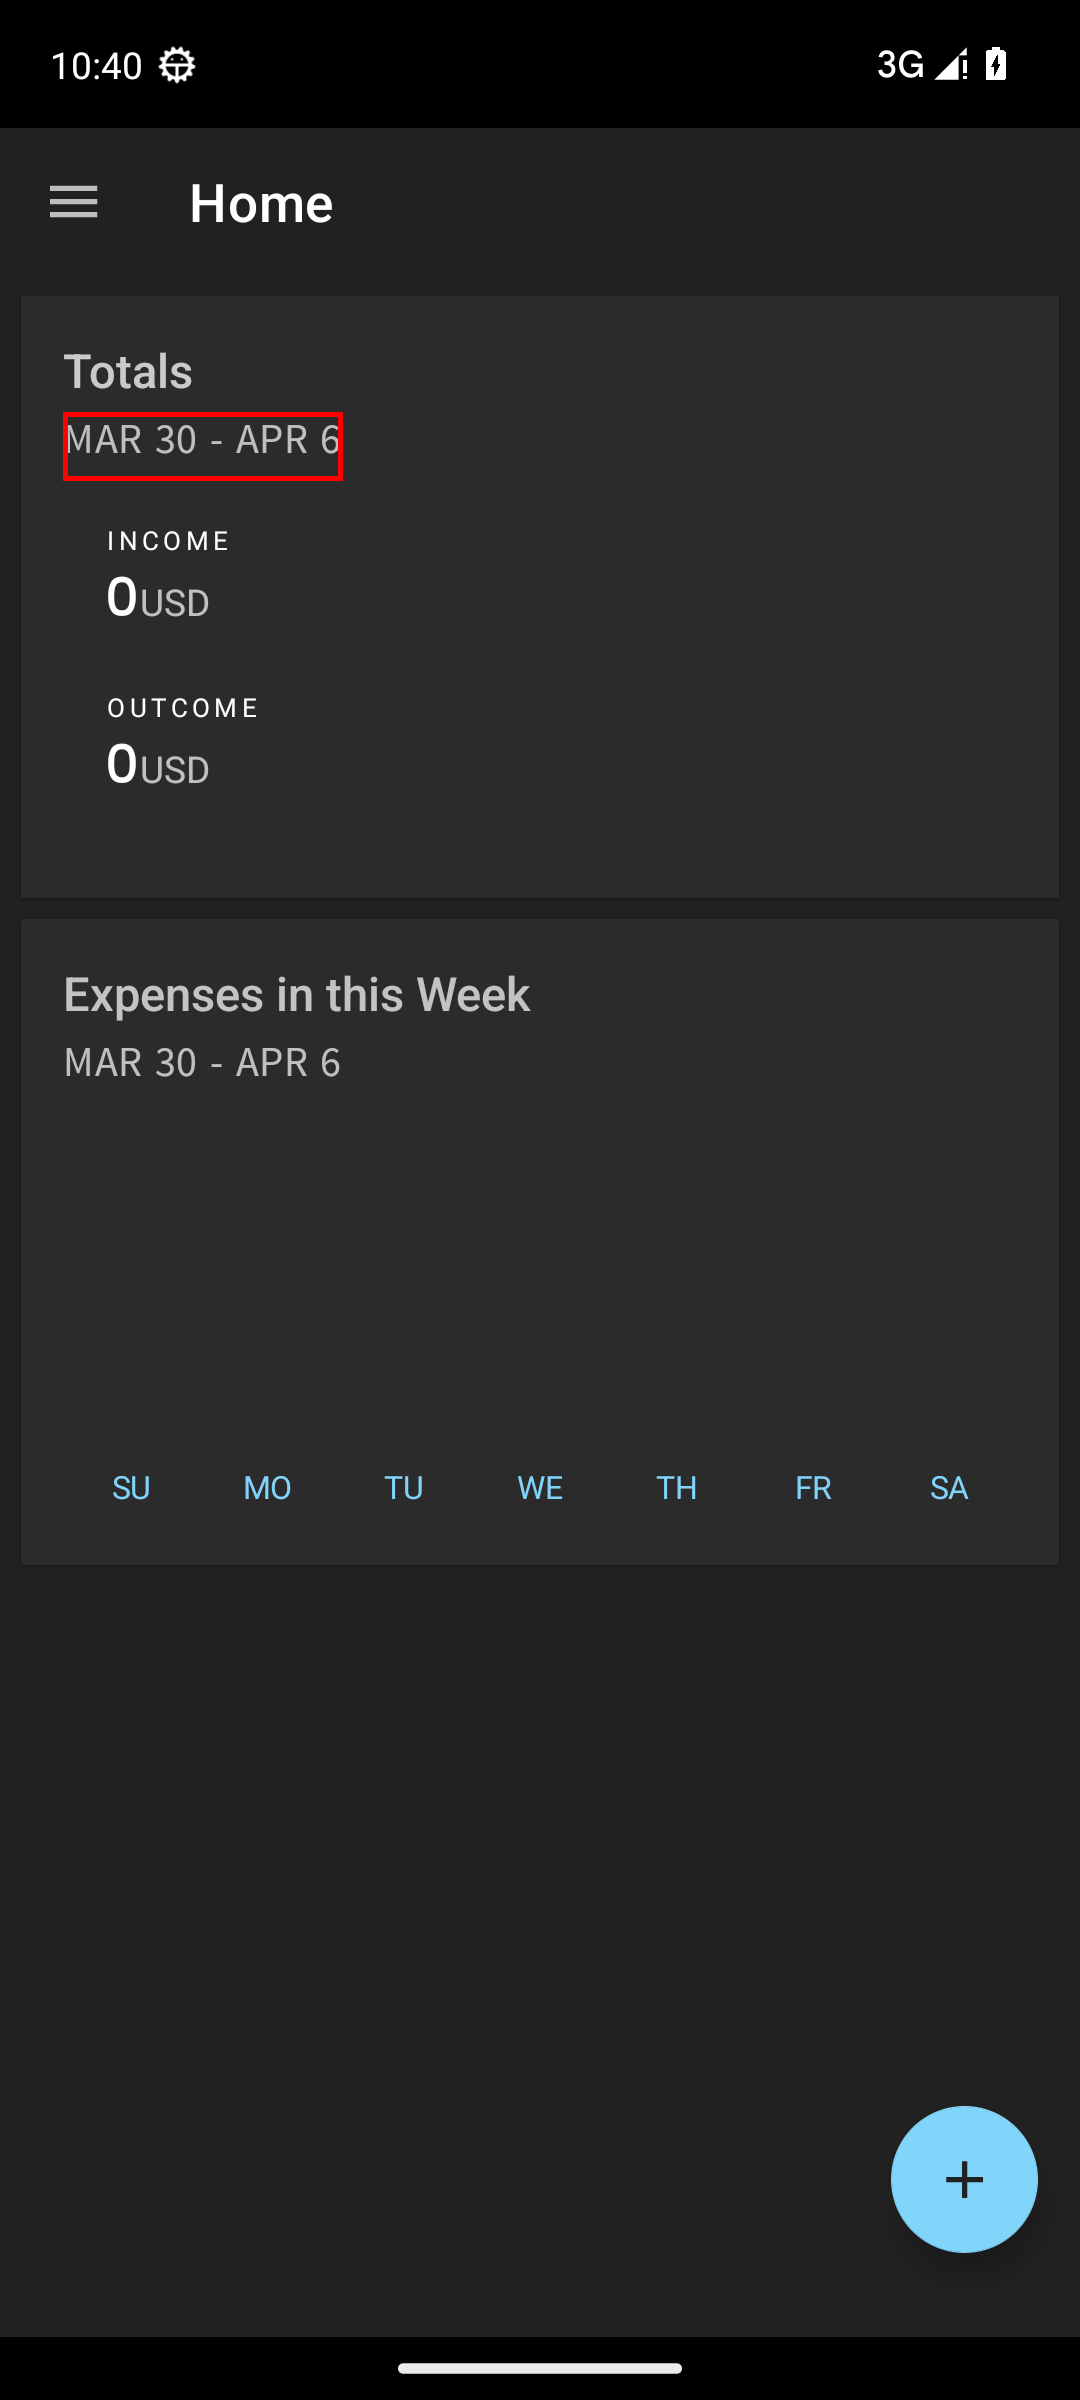 10:40
3G
Home
Totals
MAR 30 - APR 6
INCOME
0USD
OUTCOME
0USD
Expenses in this Week
MAR 30 - APR 6
SU MO TU WE TH FR SA